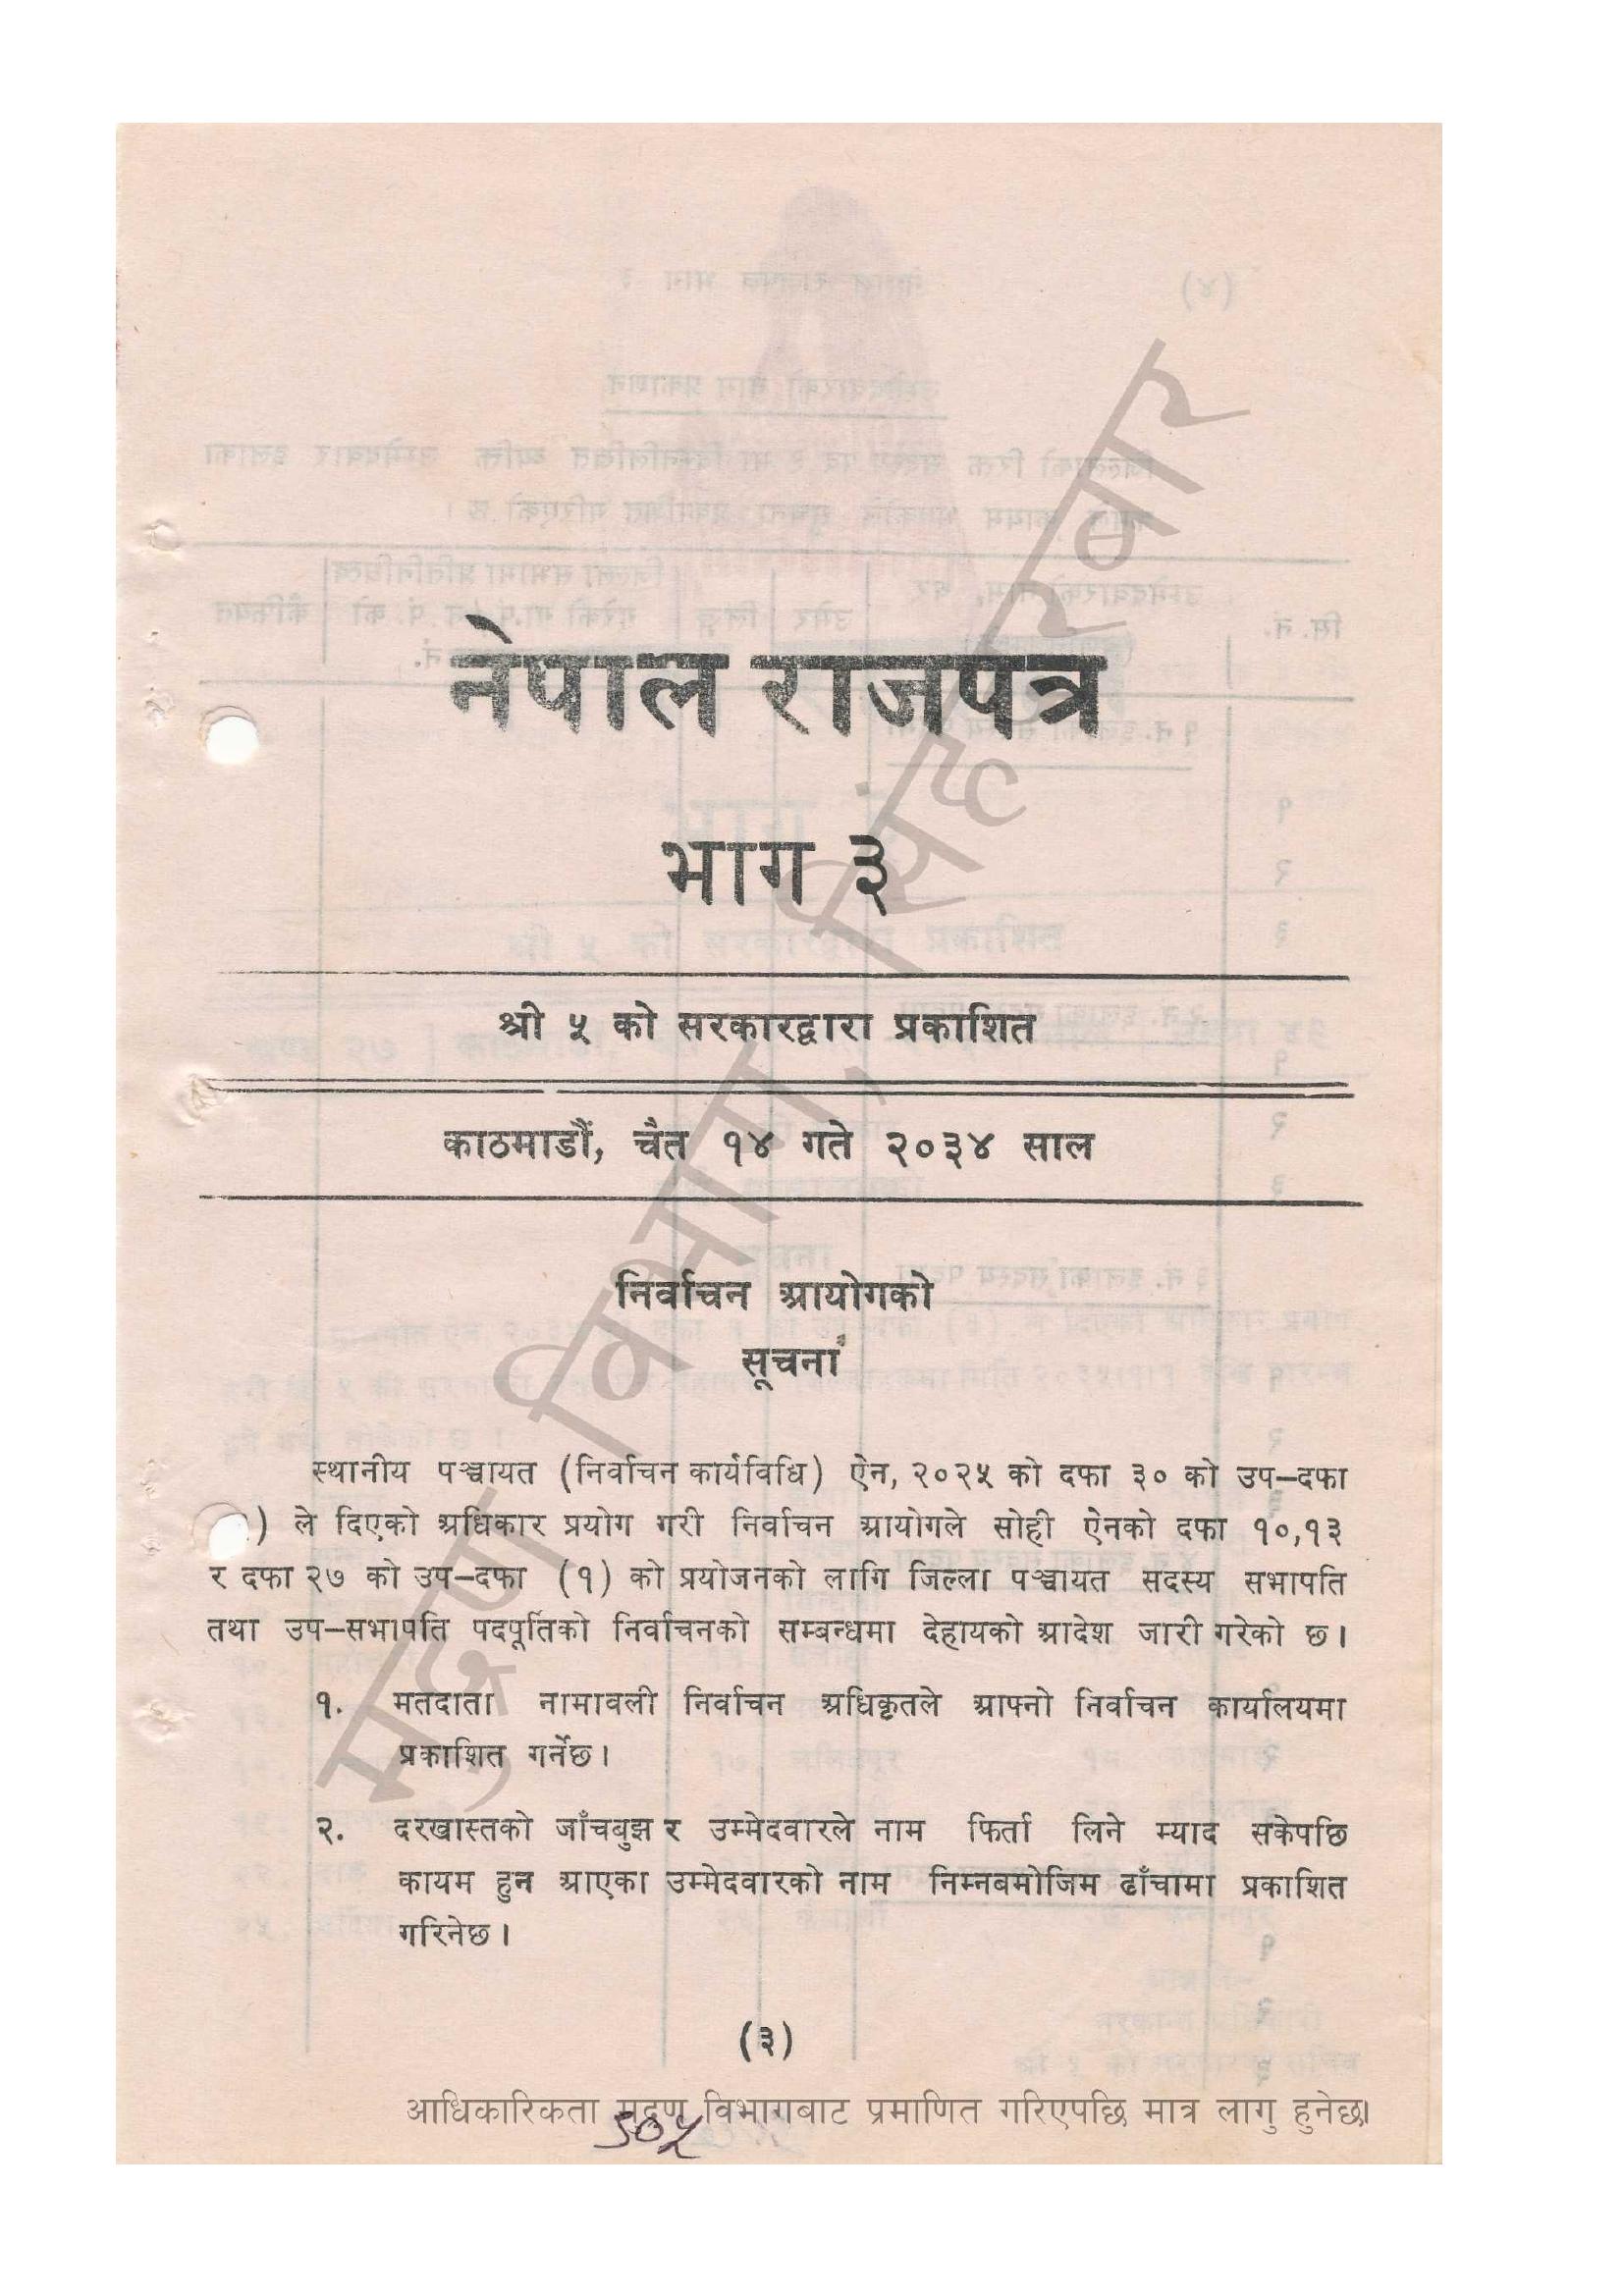 नेपाल राजपत्र
भाग ३
श्री ५ को सरकारद्वारा प्रकाशित
काठमाडौं, चैत १४ गते २०३४ साल
निर्वाचन आयोगको
सूचना
स्थानीय पञ्चायत (निर्वाचन कार्यविधि) ऐन, २०२५ को दफा ३० को उप–दफा
) ले दिएको अधिकार प्रयोग गरी निर्वाचन आयोगले सोही ऐनको दफा १०,१३
र दफा २७ को उप–दफा (१) को प्रयोजनको लागि जिल्ला पञ्चायत सदस्य सभापति
तथा उप–सभापति पदपूर्तिको निर्वाचनको सम्बन्धमा देहायको आदेश जारी गरेको छ।
१. मतदाता नामावली निर्वाचन अधिकृतले आफ्नो निर्वाचन कार्यालयमा
प्रकाशित गर्नेछ।
२. दरखास्तको जाँचबुझ र उम्मेदवारले नाम फिर्ता लिने म्याद सकेपछि
कायम हुन आएका उम्मेदवारको नाम निम्नबमोजिम ढाँचामा प्रकाशित
गरिनेछ।
(३)
आधिकारिकता मुद्रण विभागबाट प्रमाणित गरिएपछि मात्र लागु हुनेछ।
मुद्रण विभाग, सिंहदरबार